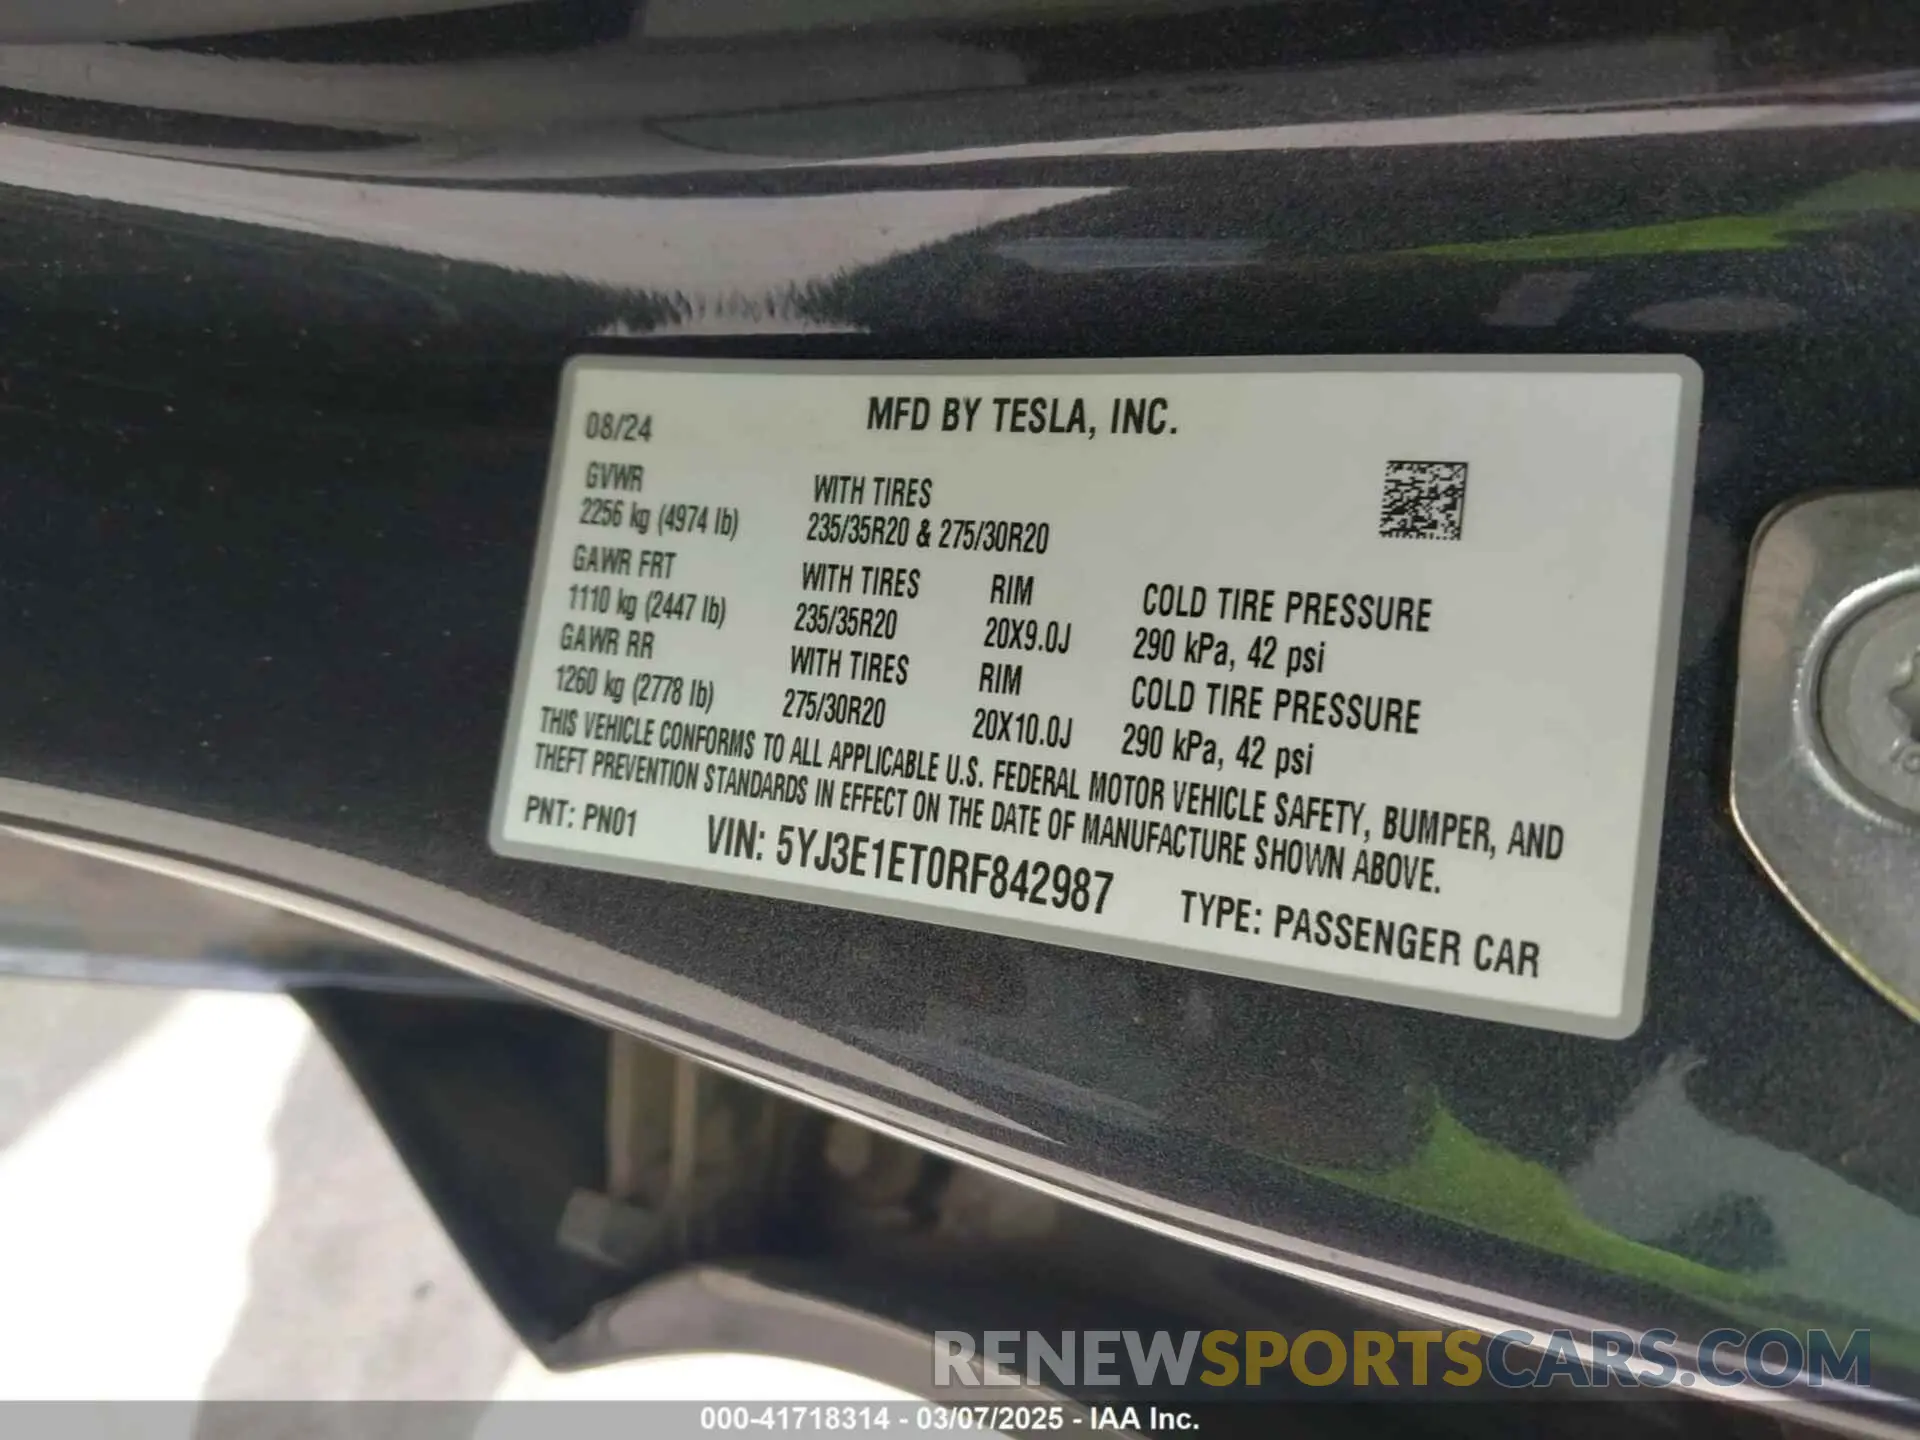 MFD BY TESLA, INC.
08/24
GVWR
2256 kg (4974 lb)
WITH TIRES
235/35R20 & 275/30R20
GAWR FRT
1110 kg (2447 lb)
WITH TIRES
235/35R20
RIM
20X9.0J
COLD TIRE PRESSURE
290 kPa, 42 psi
GAWR RR
1260 kg (2778 lb)
WITH TIRES
275/30R20
RIM
20X10.0J
COLD TIRE PRESSURE
290 kPa, 42 psi
THIS VEHICLE CONFORMS TO ALL APPLICABLE U.S. FEDERAL MOTOR VEHICLE SAFETY, BUMPER, AND
THEFT PREVENTION STANDARDS IN EFFECT ON THE DATE OF MANUFACTURE SHOWN ABOVE.
PNT: PN01
VIN: 5YJ3E1ET0RF842987
TYPE: PASSENGER CAR
RENEWSPORTSCARS.COM
000-41718314 - 03/07/2025 - IAA Inc.